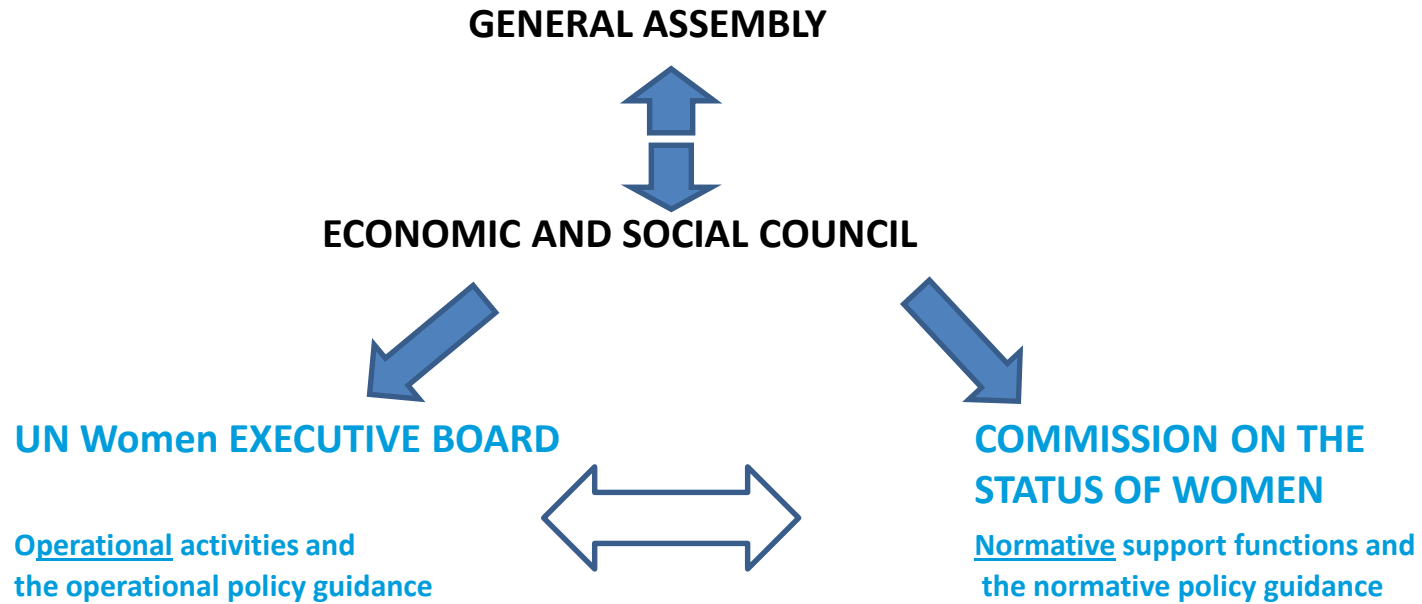 GENERAL ASSEMBLY
ECONOMIC AND SOCIAL COUNCIL
UN Women EXECUTIVE BOARD
Operational activities and
the operational policy guidance
COMMISSION ON THE
STATUS OF WOMEN
Normative support functions and
the normative policy guidance